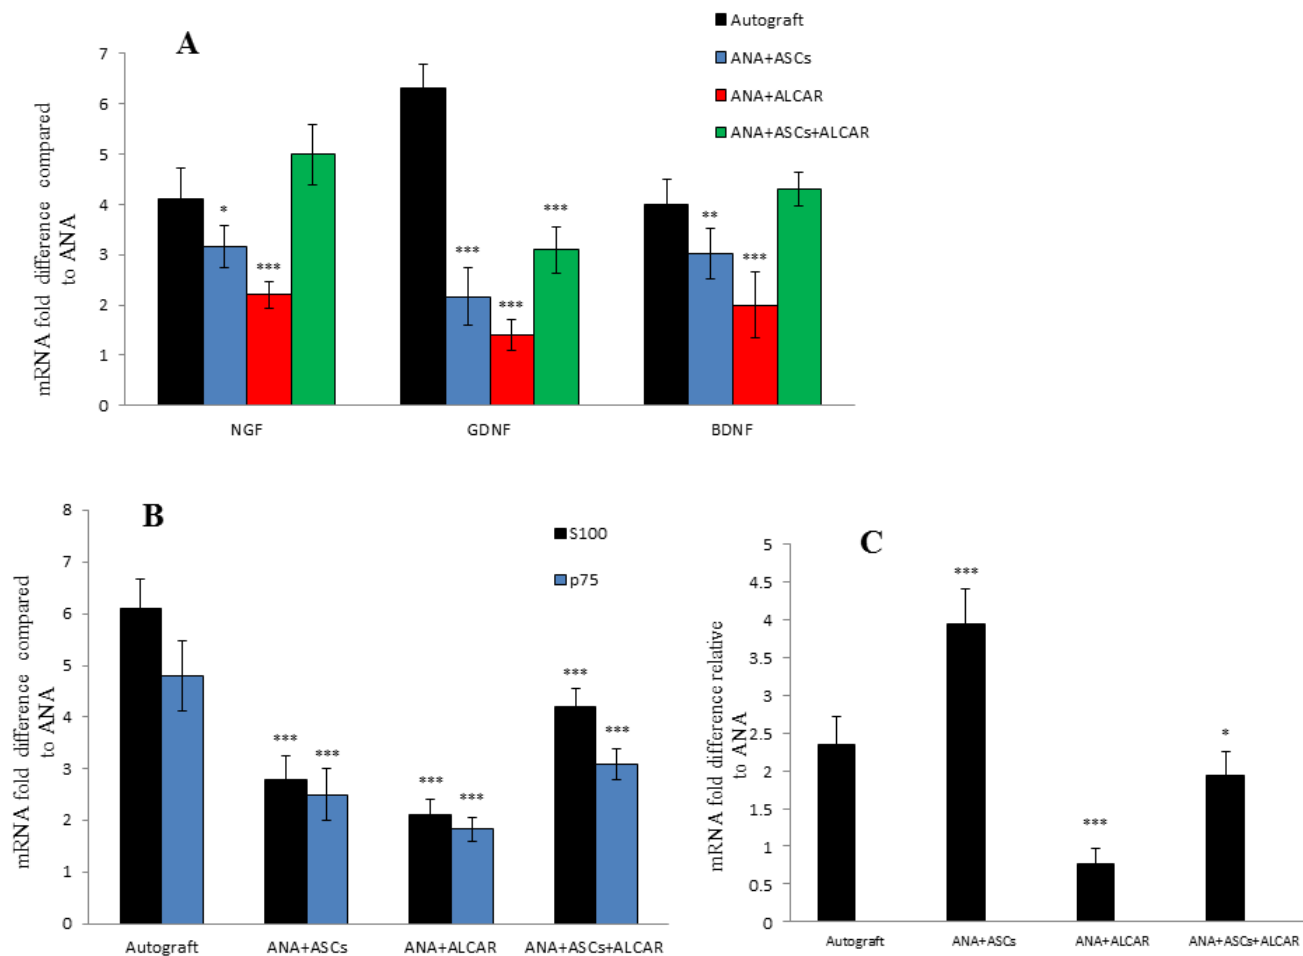 A
Autograft
ANA+ASCs
ANA+ALCAR
ANA+ASCs+ALCAR
mRNA fold difference compared
to ANA
7
6
5
4
3
2
1
0
*
***
***
***
***
**
***
NGF
GDNF
BDNF
B
S100
p75
mRNA fold difference compared
to ANA
8
7
6
5
4
3
2
1
0
***
***
***
***
***
***
Autograft
ANA+ASCs
ANA+ALCAR
ANA+ASCs+ALCAR
C
mRNA fold difference relative
to ANA
5
4.5
4
3.5
3
2.5
2
1.5
1
0.5
0
***
***
*
Autograft
ANA+ASCs
ANA+ALCAR
ANA+ASCs+ALCAR